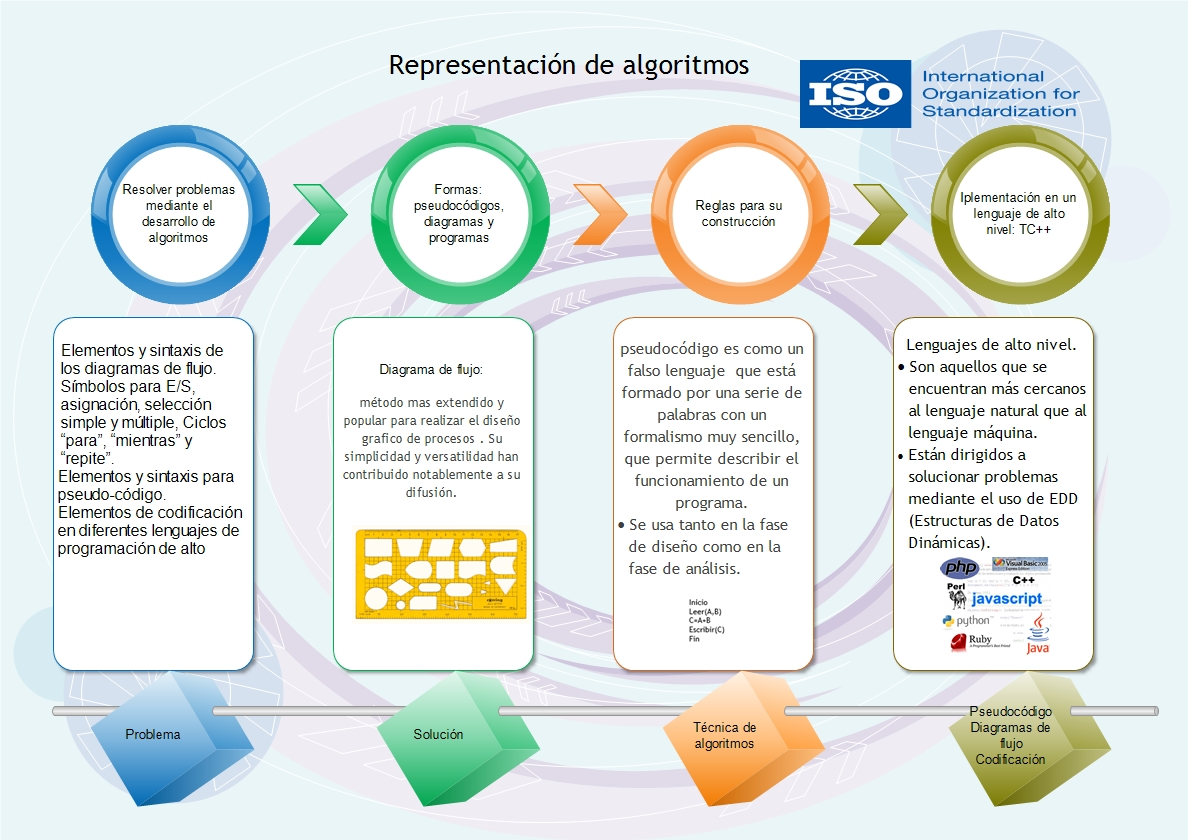 Representación de algoritmos
ISO
International
Organization for
Standardization
Resolver problemas
mediante el
desarrollo de
algoritmos
Formas:
pseudocódigos,
diagramas y
programas
Reglas para su
construcción
Iplementación en un
lenguaje de alto
nivel: TC++
Elementos y sintaxis de
los diagramas de flujo.
Símbolos para E/S,
asignación, selección
simple y múltiple, Ciclos
“para”, “mientras” y
“repite”.
Elementos y sintaxis para
pseudo-código.
Elementos de codificación
en diferentes lenguajes de
programación de alto
Diagrama de flujo:
método mas extendido y
popular para realizar el diseño
grafico de procesos . Su
simplicidad y versatilidad han
contribuido notablemente a su
difusión.
pseudocódigo es como un
falso lenguaje que está
formado por una serie de
palabras con un
formalismo muy sencillo,
que permite describir el
funcionamiento de un
programa.
• Se usa tanto en la fase
de diseño como en la
fase de análisis.
Inicio
Leer(A,B)
C=A+B
Escribir(C)
Fin
Lenguajes de alto nivel.
• Son aquellos que se
encuentran más cercanos
al lenguaje natural que al
lenguaje máquina.
• Están dirigidos a
solucionar problemas
mediante el uso de EDD
(Estructuras de Datos
Dinámicas).
php
Visual Basic 2005
Express Edition
C++
Perl
javascript
python
Ruby
A Programmer's Best Friend
Java
Problema
Solución
Técnica de
algoritmos
Pseudocódigo
Diagramas de
flujo
Codificación